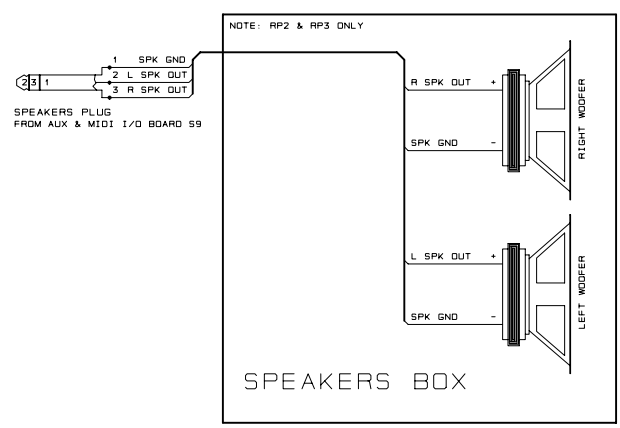 NOTE: RP2 & RP3 ONLY
1 SPK GND
2 L SPK OUT
3 R SPK OUT
2 3 1
SPEAKERS PLUG
FROM AUX & MIDI I/O BOARD S9
R SPK OUT +
SPK GND -
RIGHT WOOFER
L SPK OUT +
SPK GND -
LEFT WOOFER
SPEAKERS BOX